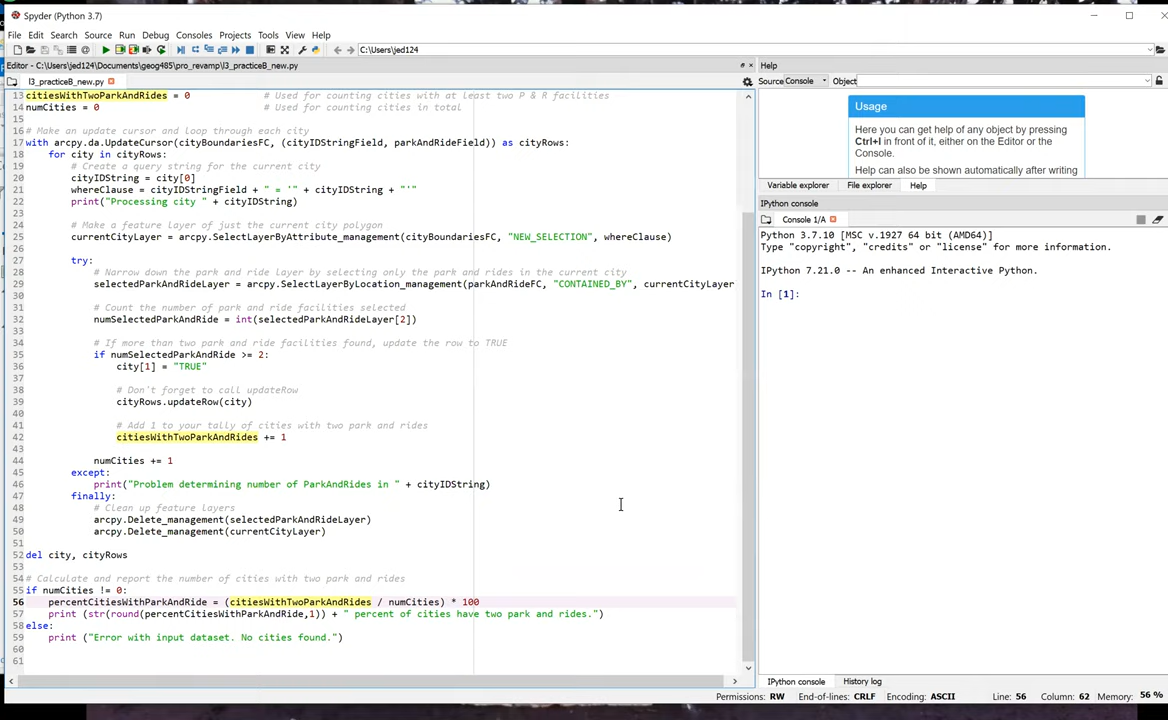 Spyder (Python 3.7)
File Edit Search Source Run Debug Consoles Projects Tools View Help
C:\Users\jed124
Editor - C:\Users\jed124\Documents\geog485\pro_revamp\l3_practiceB_new.py
l3_practiceB_new.py
13 citiesWithTwoParkAndRides = 0 # Used for counting cities with at least two P & R facilities
14 numCities = 0 # Used for counting cities in total
15
16 # Make an update cursor and loop through each city
17 with arcpy.da.UpdateCursor(cityBoundariesFC, (cityIDStringField, parkAndRideField)) as cityRows:
18 for city in cityRows:
19 # Create a query string for the current city
20 cityIDString = city[0]
21 whereClause = cityIDStringField + " = '" + cityIDString + "'"
22 print("Processing city " + cityIDString)
23
24 # Make a feature layer of just the current city polygon
25 currentCityLayer = arcpy.SelectLayerByAttribute_management(cityBoundariesFC, "NEW_SELECTION", whereClause)
26
27 try:
28 # Narrow down the park and ride layer by selecting only the park and rides in the current city
29 selectedParkAndRideLayer = arcpy.SelectLayerByLocation_management(parkAndRideFC, "CONTAINED_BY", currentCityLayer
30
31 # Count the number of park and ride facilities selected
32 numSelectedParkAndRide = int(selectedParkAndRideLayer[2])
33
34 # If more than two park and ride facilities found, update the row to TRUE
35 if numSelectedParkAndRide >= 2:
36 city[1] = "TRUE"
37
38 # Don't forget to call updateRow
39 cityRows.updateRow(city)
40
41 # Add 1 to your tally of cities with two park and rides
42 citiesWithTwoParkAndRides += 1
43
44 numCities += 1
45 except:
46 print("Problem determining number of ParkAndRides in " + cityIDString)
47 finally:
48 # Clean up feature layers
49 arcpy.Delete_management(selectedParkAndRideLayer)
50 arcpy.Delete_management(currentCityLayer)
51
52 del city, cityRows
53
54 # Calculate and report the number of cities with two park and rides
55 if numCities != 0:
56 percentCitiesWithParkAndRide = (citiesWithTwoParkAndRides / numCities) * 100
57 print (str(round(percentCitiesWithParkAndRide,1)) + " percent of cities have two park and rides.")
58 else:
59 print ("Error with input dataset. No cities found.")
60
61
Help
Source Console Object
Usage
Here you can get help of any object by pressing
Ctrl+I in front of it, either on the Editor or the
Console.
Help can also be shown automatically after writing
Variable explorer File explorer Help
IPython console
Console 1/A
Python 3.7.10 [MSC v.1927 64 bit (AMD64)]
Type "copyright", "credits" or "license" for more information.
IPython 7.21.0 -- An enhanced Interactive Python.
In [1]:
IPython console History log
Permissions: RW End-of-lines: CRLF Encoding: ASCII Line: 56 Column: 62 Memory: 56 %